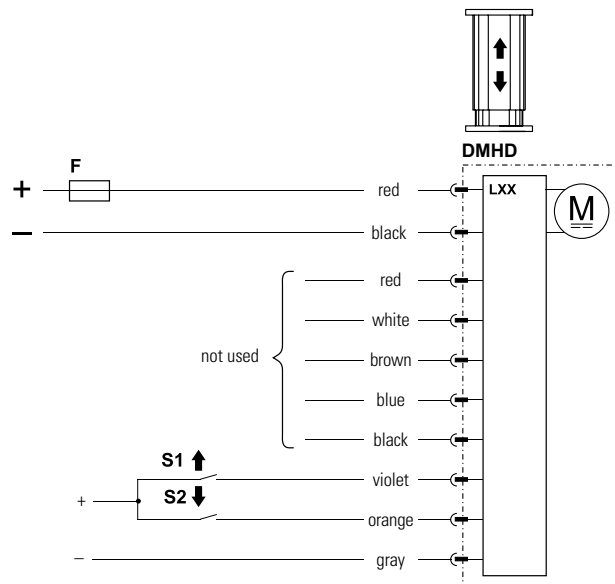 DMHD
F
+ red LXX
M
− black
red
white
not used brown
blue
black
S1
violet
+ S2
orange
− gray